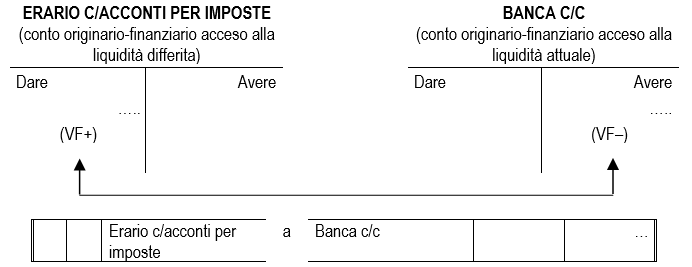 ERARIO C/ACCONTI PER IMPOSTE
(conto originario-finanziario acceso alla
liquidità differita)
Dare Avere
…..
(VF+)
BANCA C/C
(conto originario-finanziario acceso alla
liquidità attuale)
Dare Avere
…..
(VF–)
Erario c/acconti per
imposte
a
Banca c/c
…